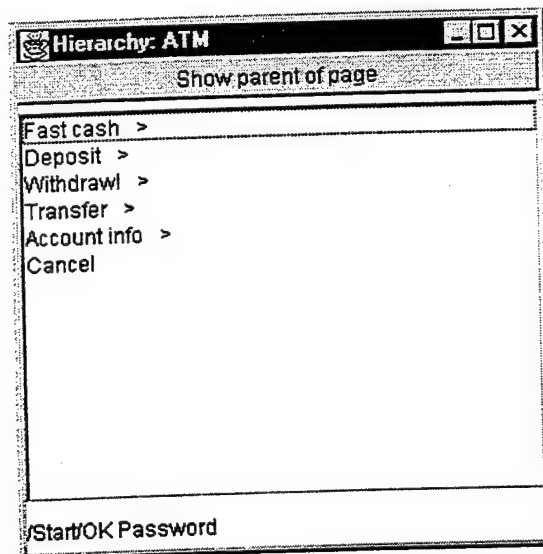 Hierarchy: ATM
Show parent of page
Fast cash >
Deposit >
Withdrawl >
Transfer >
Account info >
Cancel
/Start/OK Password